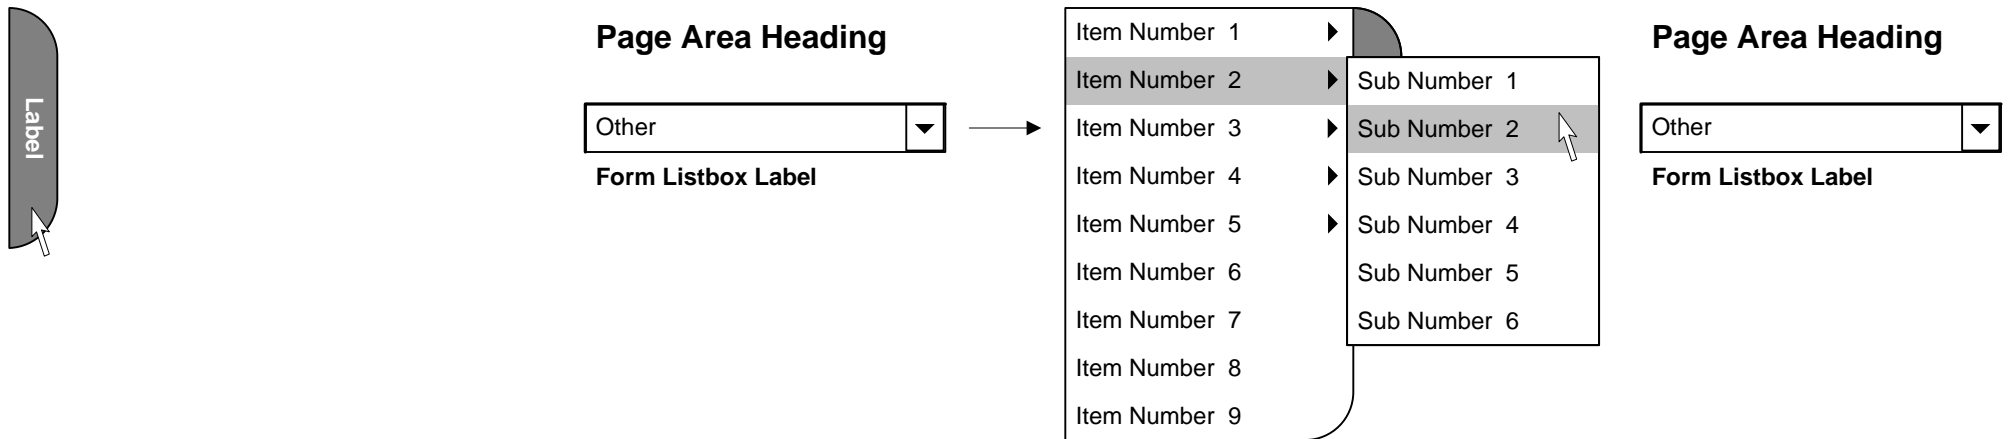 Label
Page Area Heading
Other
Form Listbox Label
Item Number 1
Item Number 2
Item Number 3
Item Number 4
Item Number 5
Item Number 6
Item Number 7
Item Number 8
Item Number 9
Sub Number 1
Sub Number 2
Sub Number 3
Sub Number 4
Sub Number 5
Sub Number 6
Page Area Heading
Other
Form Listbox Label